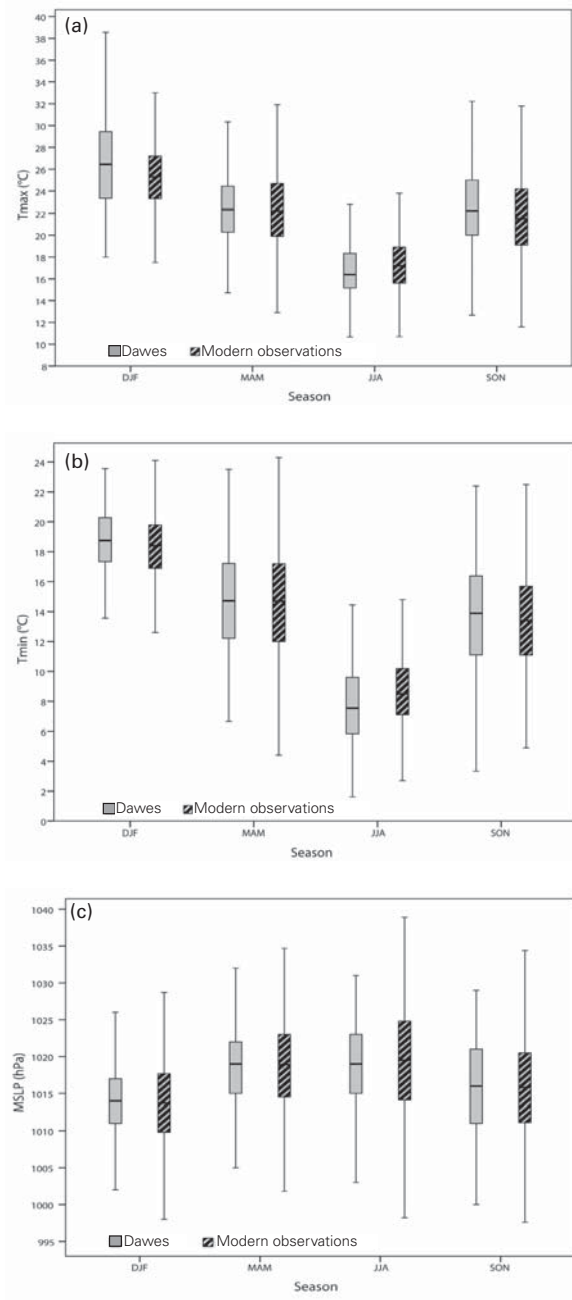 (a)
Tmax (°C)
40
38
36
34
32
30
28
26
24
22
20
18
16
14
12
10
8
Dawes Modern observations
DJF MAM JJA SON
Season
(b)
Tmin (°C)
24
22
20
18
16
14
12
10
8
6
4
2
0
Dawes Modern observations
DJF MAM JJA SON
Season
(c)
MSLP (hPa)
1040
1035
1030
1025
1020
1015
1010
1005
1000
995
Dawes Modern observations
DJF MAM JJA SON
Season